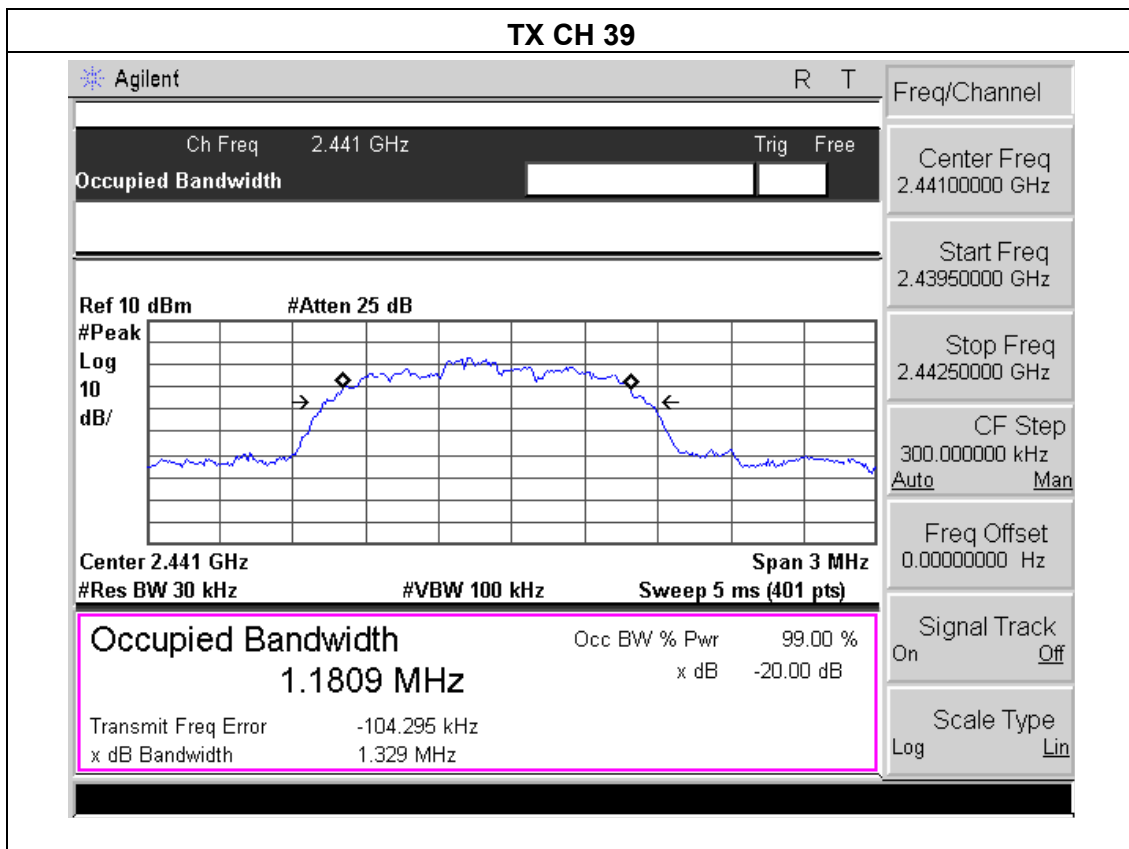 TX CH 39
Agilent R T
Ch Freq 2.441 GHz Trig Free
Occupied Bandwidth
Ref 10 dBm #Atten 25 dB
#Peak
Log
10
dB/
Center 2.441 GHz Span 3 MHz
#Res BW 30 kHz #VBW 100 kHz Sweep 5 ms (401 pts)
Occupied Bandwidth Occ BW % Pwr 99.00 %
1.1809 MHz x dB -20.00 dB
Transmit Freq Error -104.295 kHz
x dB Bandwidth 1.329 MHz
Freq/Channel
Center Freq
2.44100000 GHz
Start Freq
2.43950000 GHz
Stop Freq
2.44250000 GHz
CF Step
300.000000 kHz
Auto Man
Freq Offset
0.00000000 Hz
Signal Track
On Off
Scale Type
Log Lin